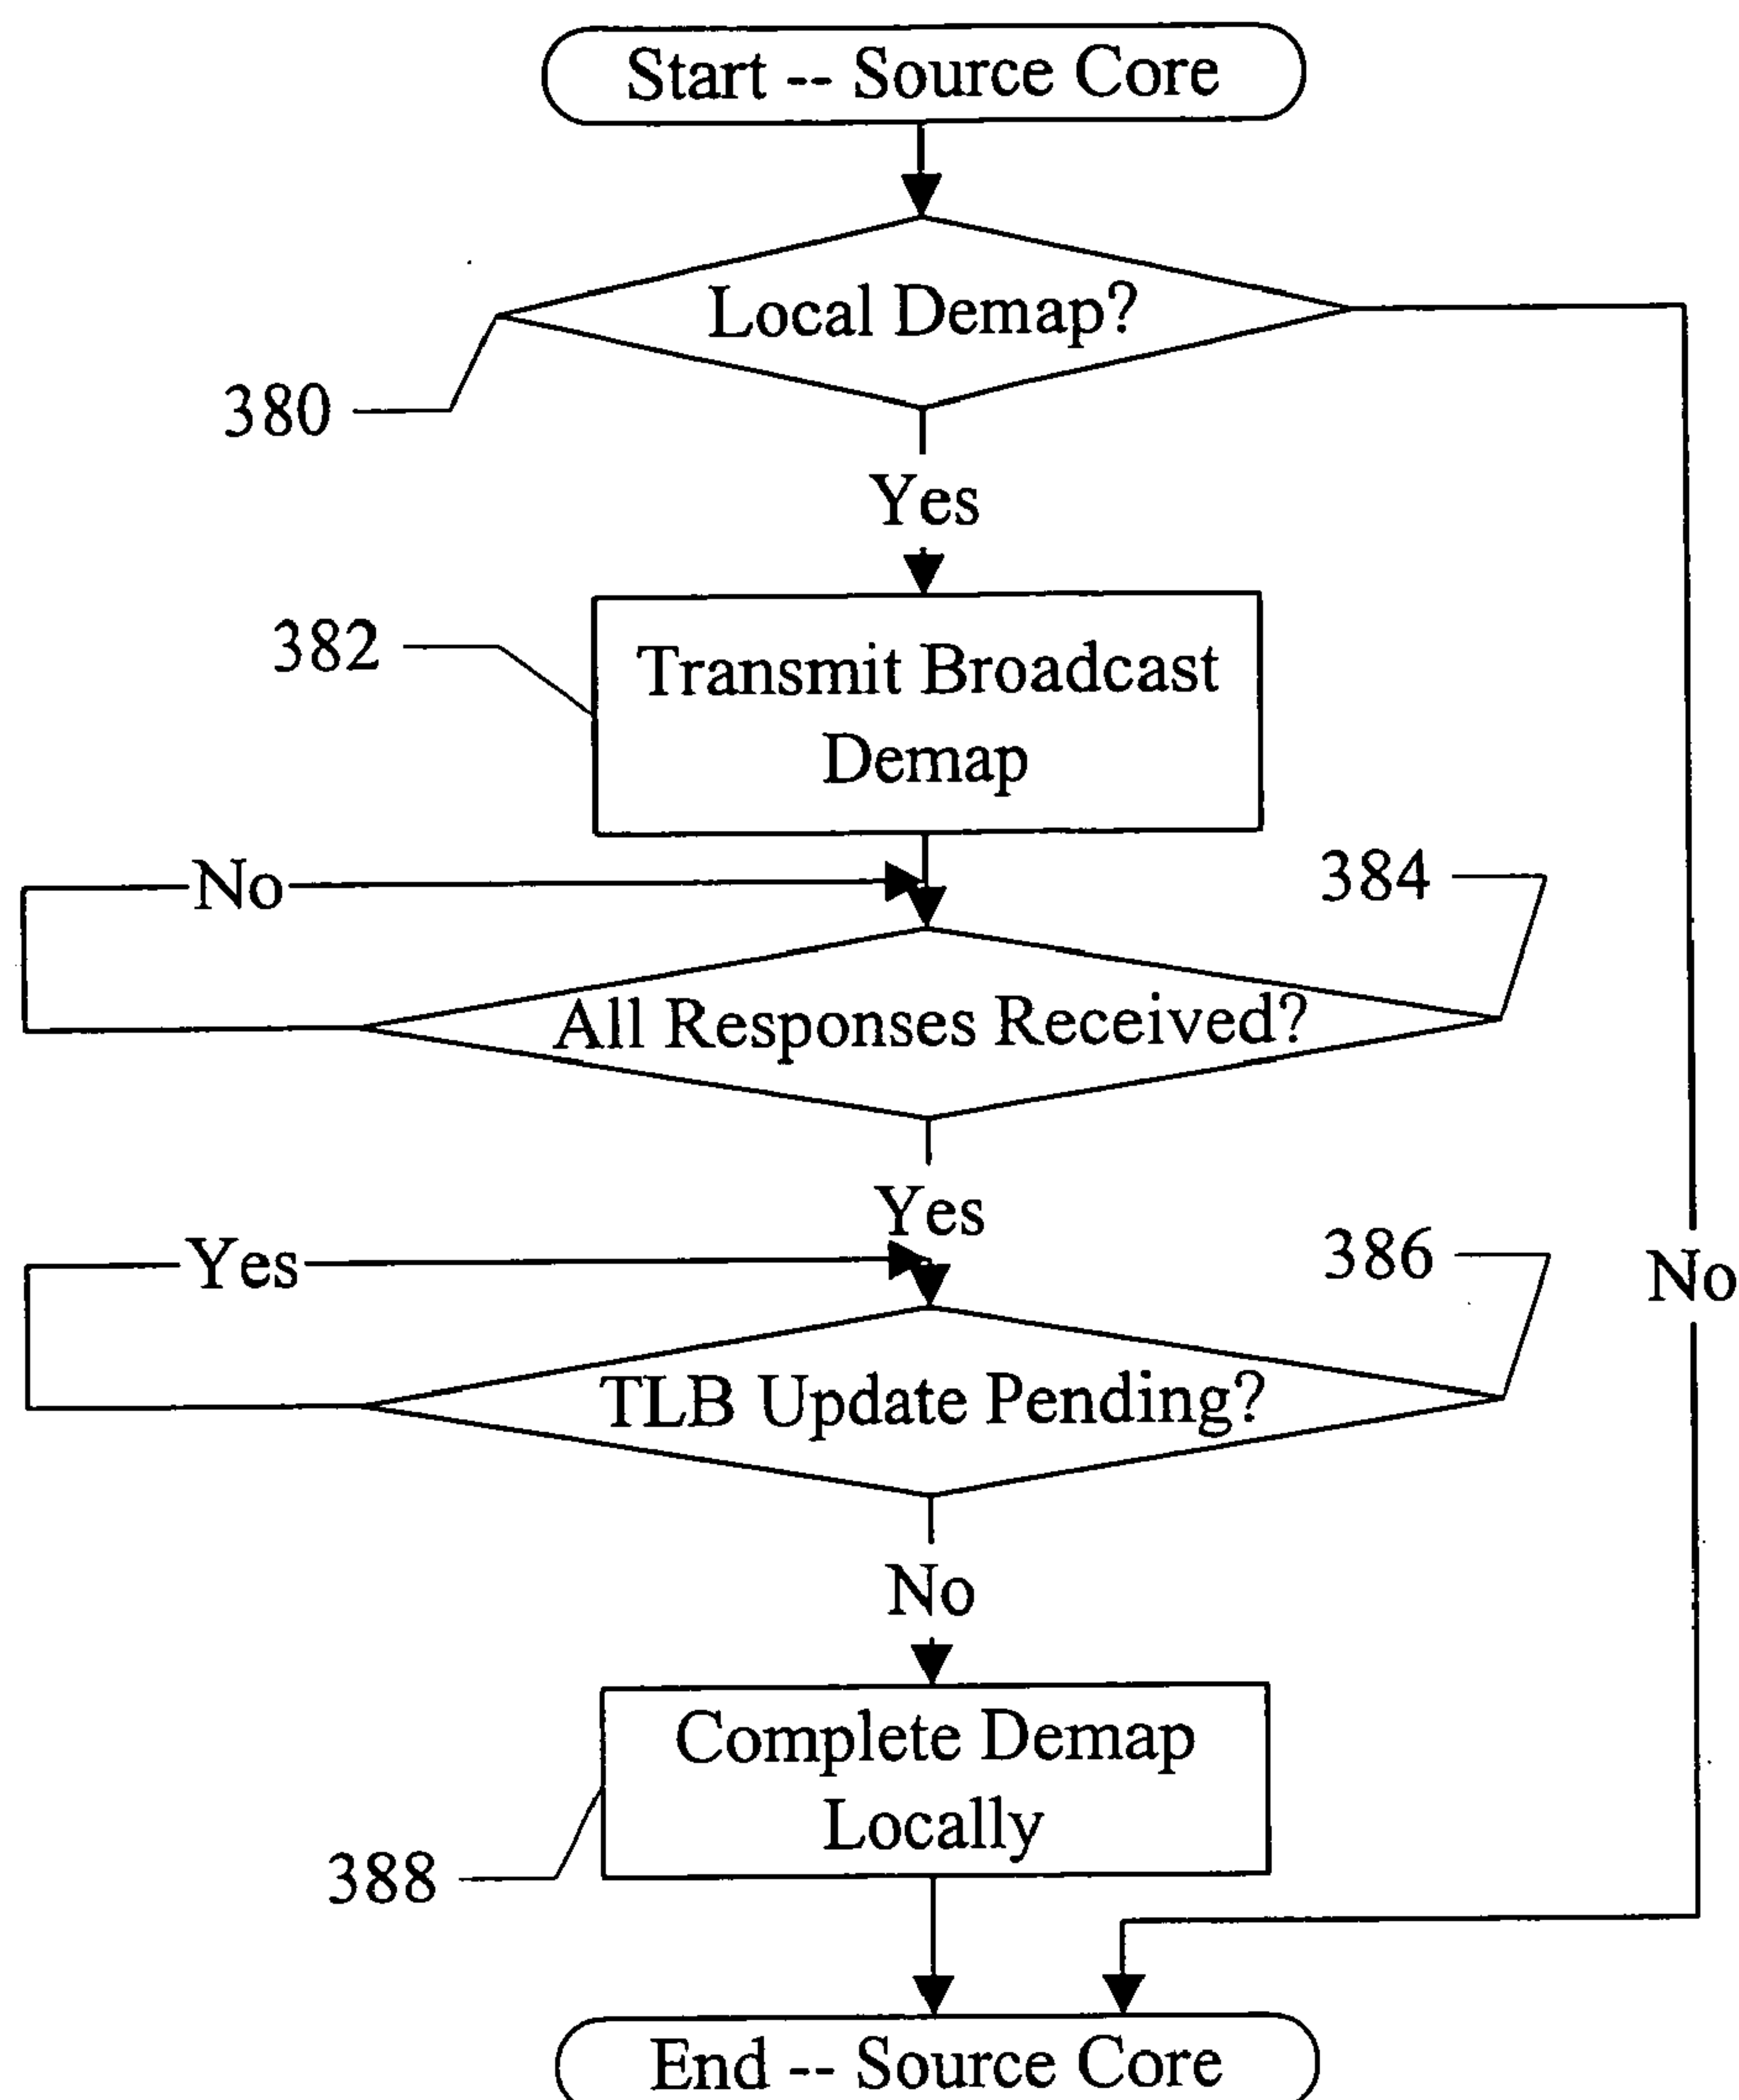 Start -- Source Core
Local Demap?
380
Yes
382
Transmit Broadcast
Demap
No
384
All Responses Received?
Yes
Yes
386
No
TLB Update Pending?
No
Complete Demap
Locally
388
End -- Source Core